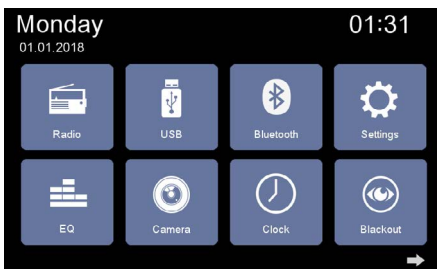 Monday 01:31
01.01.2018
Radio USB Bluetooth Settings
EQ Camera Clock Blackout